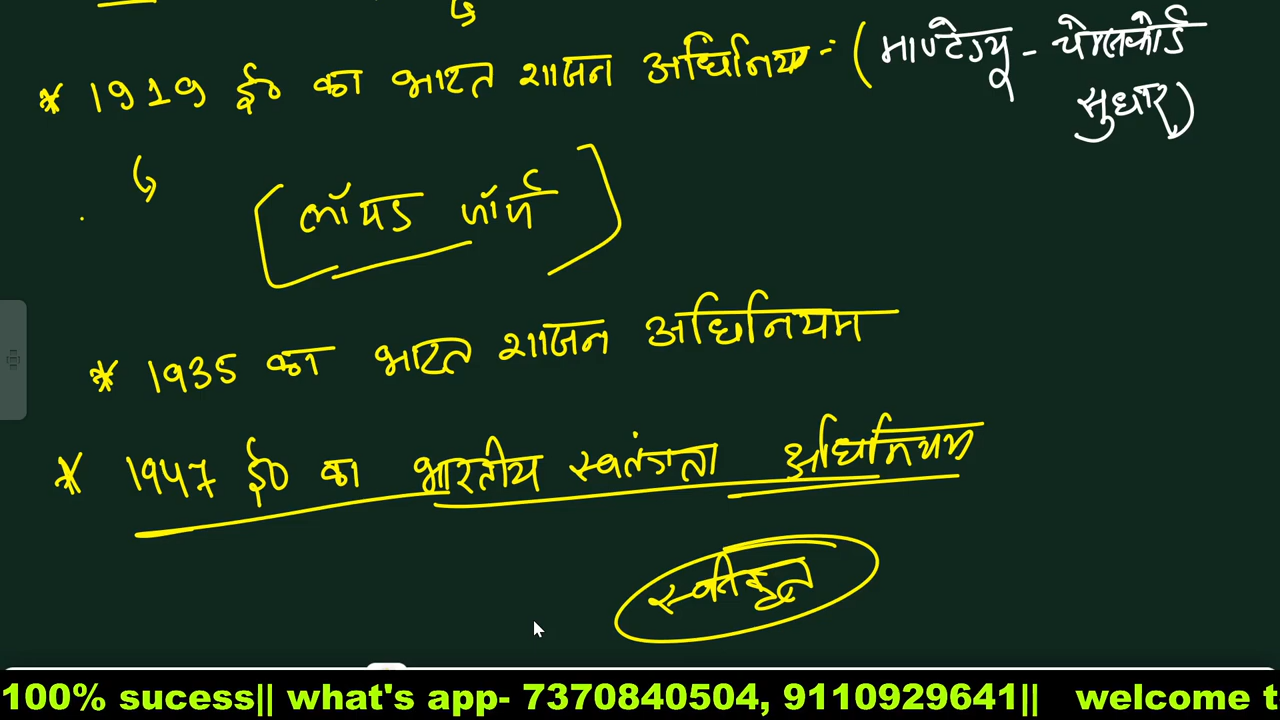 * 1919 ई० का भारत शासन अधिनियम :- (माण्टेग्यू - चेम्सफोर्ड
सुधार)
[लॉयड जॉर्ज]
* 1935 का भारत शासन अधिनियम
* 1947 ई० का भारतीय स्वतंत्रता अधिनियम
स्वीकृत
100% sucess|| what's app- 7370840504, 9110929641|| welcome t